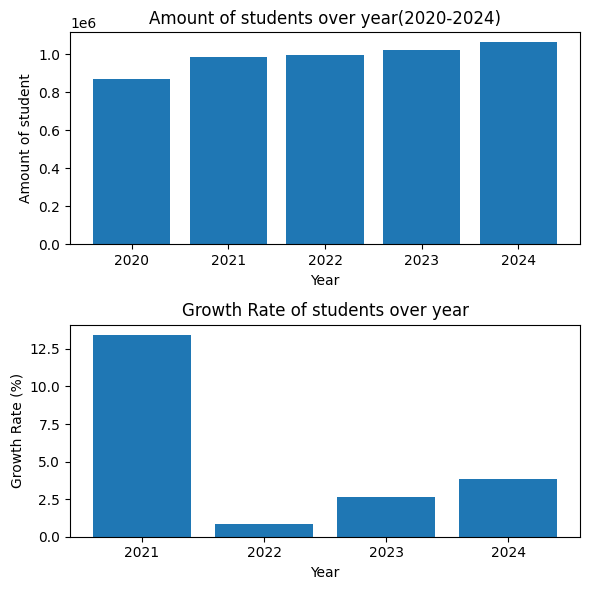 Amount of students over year(2020-2024)
1e6
1.0
0.8
0.6
0.4
0.2
0.0
Amount of student
2020 2021 2022 2023 2024
Year
Growth Rate of students over year
12.5
10.0
7.5
5.0
2.5
0.0
Growth Rate (%)
2021 2022 2023 2024
Year